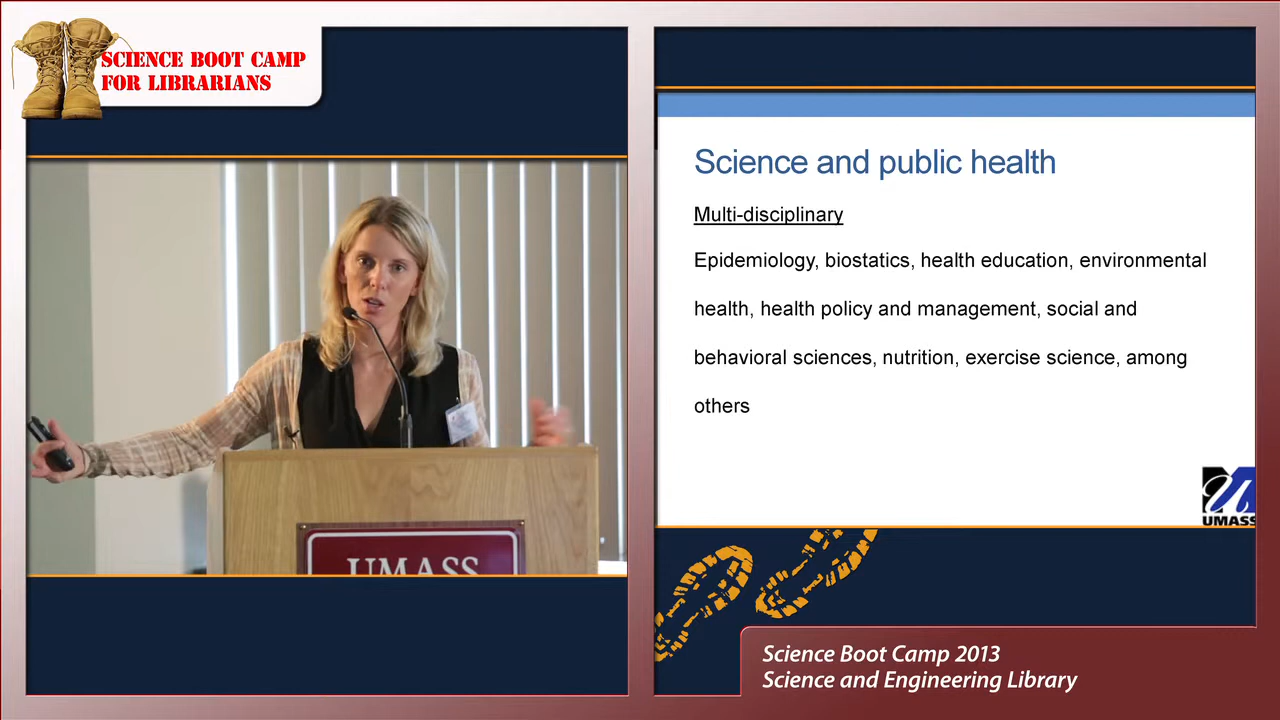 SCIENCE BOOT CAMP
FOR LIBRARIANS
UMASS
Science and public health
Multi-disciplinary
Epidemiology, biostatics, health education, environmental
health, health policy and management, social and
behavioral sciences, nutrition, exercise science, among
others
UMASS
Science Boot Camp 2013
Science and Engineering Library